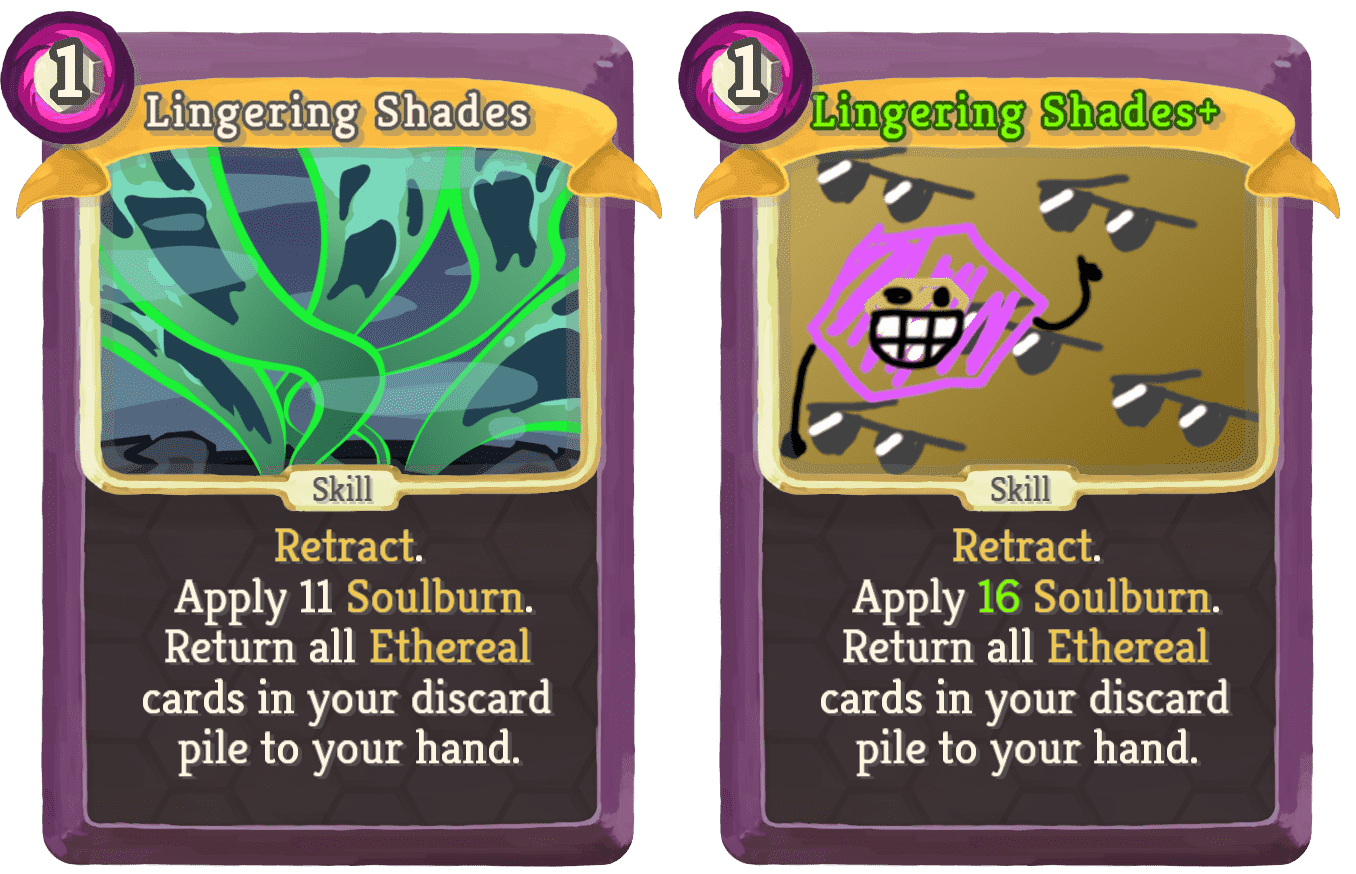 1
Lingering Shades
Skill
Retract.
Apply 11 Soulburn.
Return all Ethereal
cards in your discard
pile to your hand.
1
Lingering Shades+
Skill
Retract.
Apply 16 Soulburn.
Return all Ethereal
cards in your discard
pile to your hand.